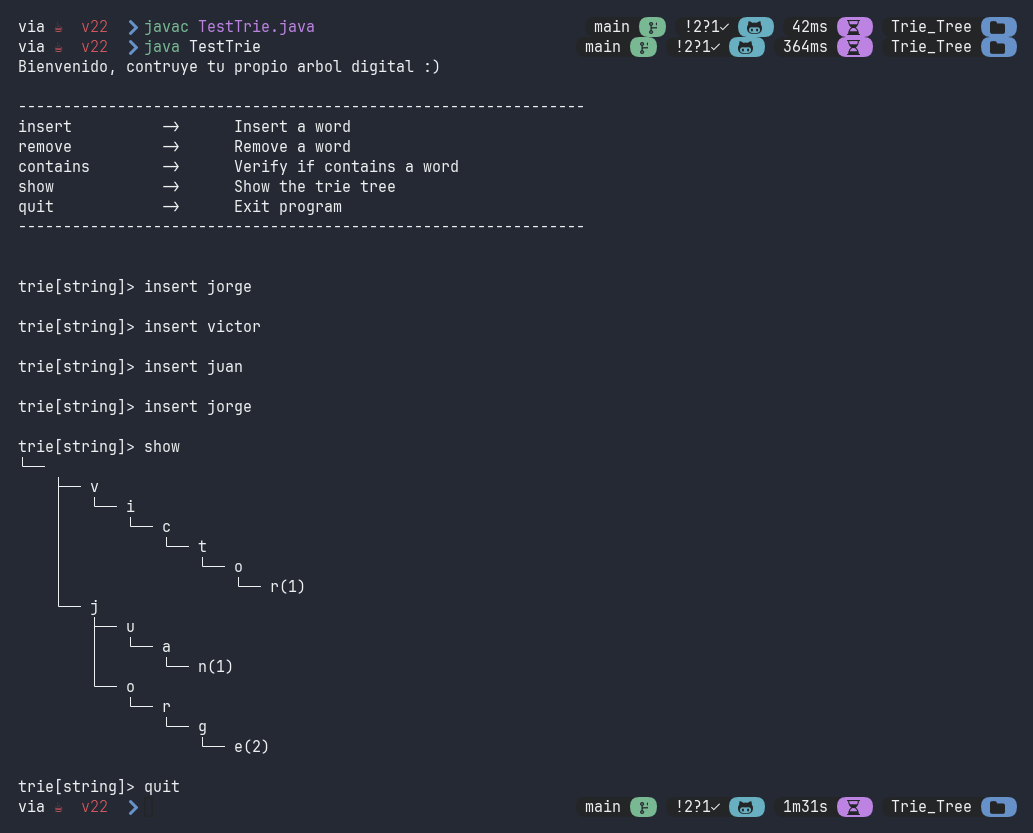 via v22 javac TestTrie.java main !2?1✓ 42ms Trie_Tree
via v22 java TestTrie main !2?1✓ 364ms Trie_Tree
Bienvenido, contruye tu propio arbol digital :)
---------------------------------------------------------------
insert -> Insert a word
remove -> Remove a word
contains -> Verify if contains a word
show -> Show the trie tree
quit -> Exit program
---------------------------------------------------------------
trie[string]> insert jorge
trie[string]> insert victor
trie[string]> insert juan
trie[string]> insert jorge
trie[string]> show
└──
├── v
└── i
└── c
└── t
└── o
└── r(1)
└── j
├── u
└── a
└── n(1)
└── o
└── r
└── g
└── e(2)
trie[string]> quit
via v22 main !2?1✓ 1m31s Trie_Tree